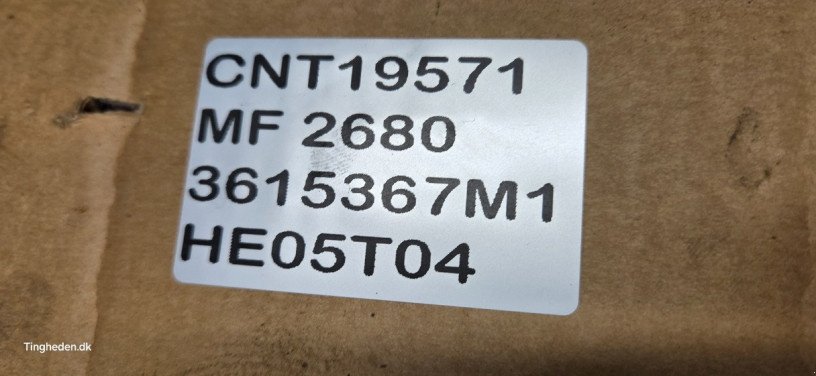 CNT19571
MF 2680
3615367M1
HE05T04
Tingheden.dk